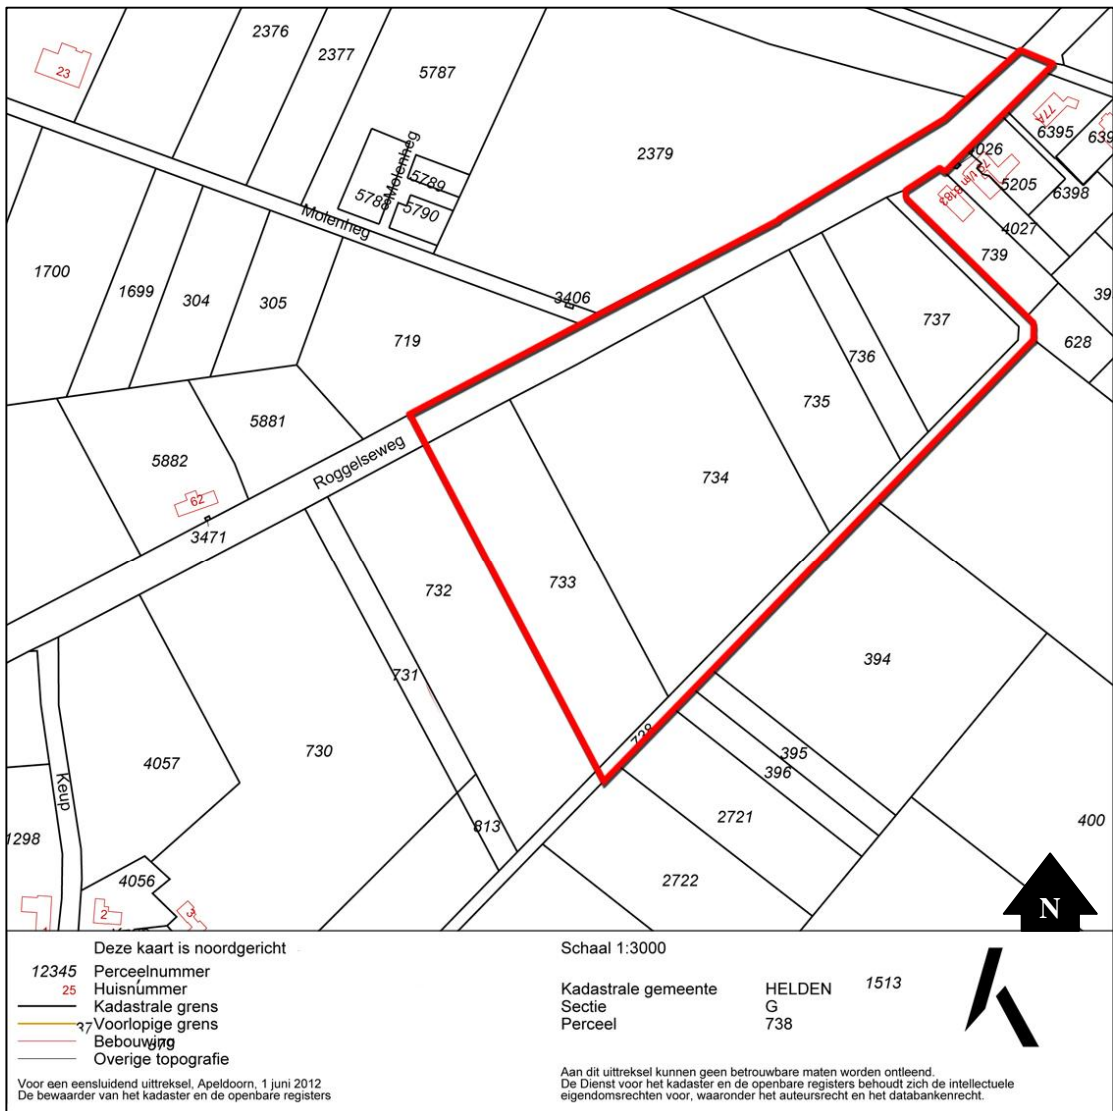 2376
2377
5787
23
2379
77A
6395
4026
5205
6398
8183
4027
739
5789
5790
Molenheg
8
Molenheg
1700
1699
304
305
3406
719
737
736
628
735
5881
5882
Roggelseweg
62
3471
734
733
732
731
730
394
4057
Keup
395
396
813
2721
2722
400
1298
4056
2
3
N
Deze kaart is noordgericht
12345 Perceelnummer
25 Huisnummer
Kadastrale grens
Voorlopige grens
Bebouwing
Overige topografie
Voor een eensluidend uittreksel, Apeldoorn, 1 juni 2012
De bewaarder van het kadaster en de openbare registers
Schaal 1:3000
1513
Kadastrale gemeente HELDEN
Sectie G
Perceel 738
Aan dit uittreksel kunnen geen betrouwbare maten worden ontleend.
De Dienst voor het kadaster en de openbare registers behoudt zich de intellectuele
eigendomsrechten voor, waaronder het auteursrecht en het databankenrecht.